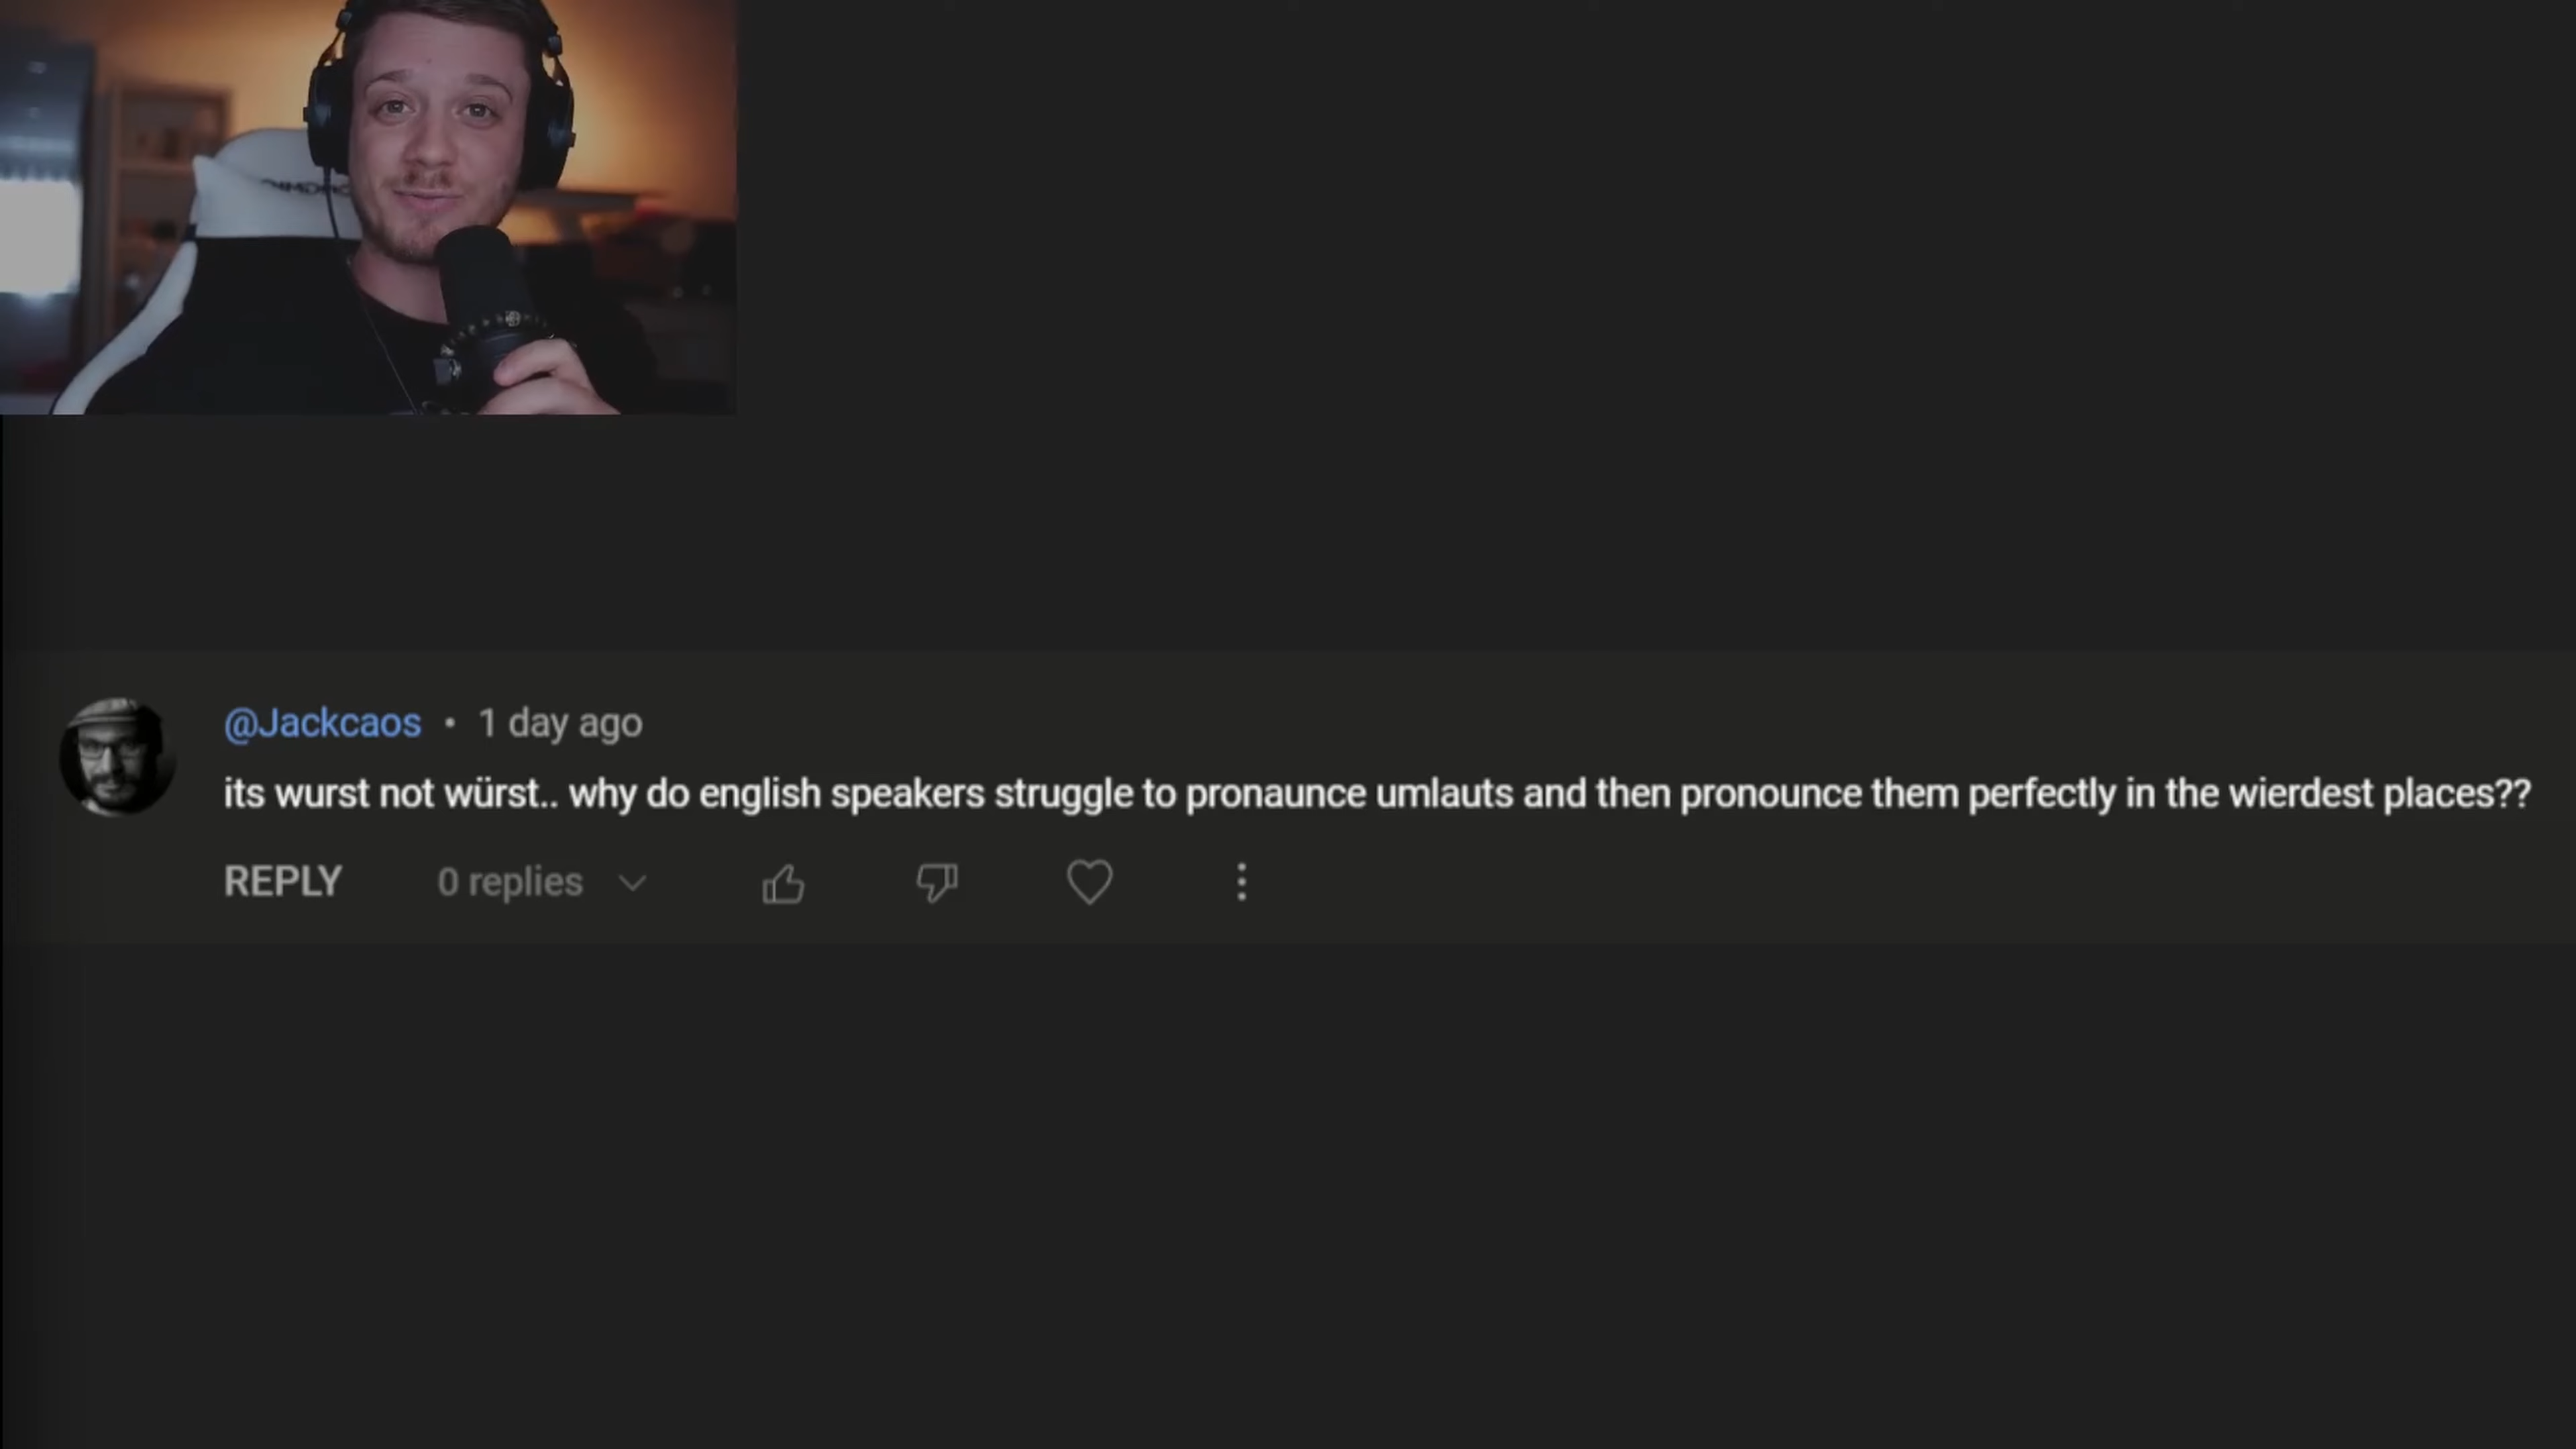 @Jackcaos • 1 day ago
its wurst not würst.. why do english speakers struggle to pronaunce umlauts and then pronounce them perfectly in the wierdest places??
REPLY 0 replies